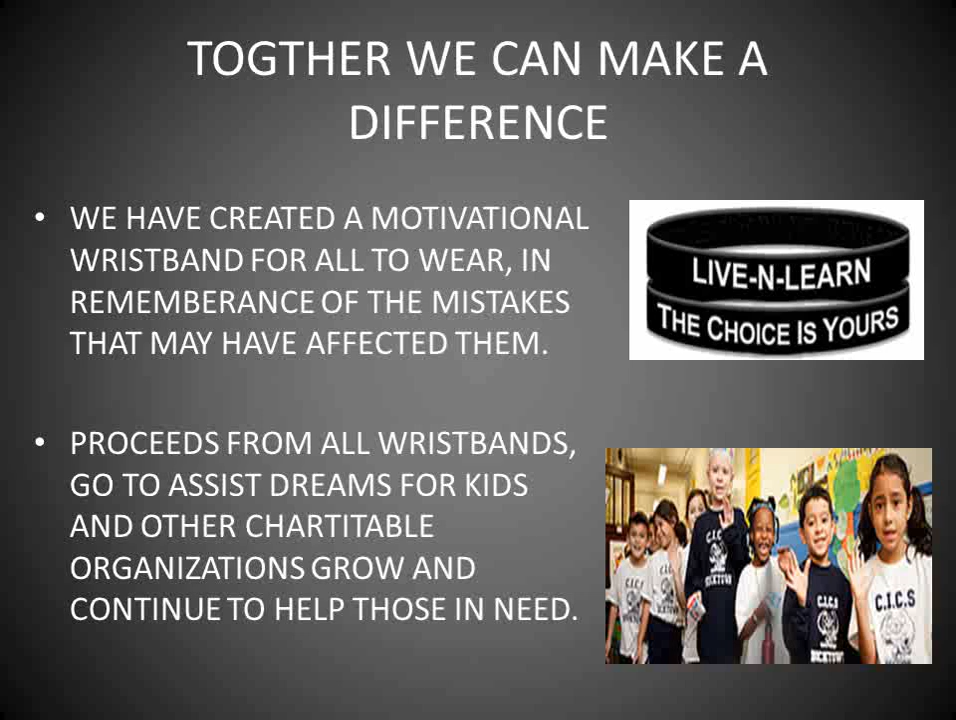 TOGTHER WE CAN MAKE A
DIFFERENCE
• WE HAVE CREATED A MOTIVATIONAL
WRISTBAND FOR ALL TO WEAR, IN
REMEMBERANCE OF THE MISTAKES
THAT MAY HAVE AFFECTED THEM.
LIVE-N-LEARN
THE CHOICE IS YOURS
• PROCEEDS FROM ALL WRISTBANDS,
GO TO ASSIST DREAMS FOR KIDS
AND OTHER CHARTITABLE
ORGANIZATIONS GROW AND
CONTINUE TO HELP THOSE IN NEED.
C.I.C.S
C.I.C.S